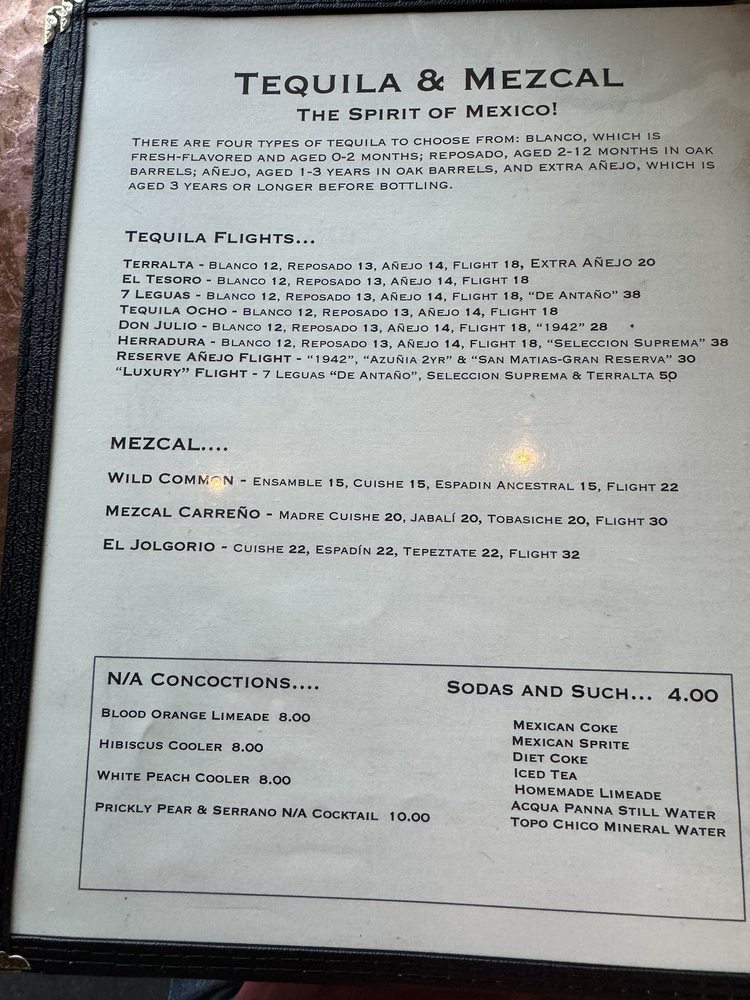 TEQUILA & MEZCAL
THE SPIRIT OF MEXICO!
THERE ARE FOUR TYPES OF TEQUILA TO CHOOSE FROM: BLANCO, WHICH IS
FRESH-FLAVORED AND AGED 0-2 MONTHS; REPOSADO, AGED 2-12 MONTHS IN OAK
BARRELS; AÑEJO, AGED 1-3 YEARS IN OAK BARRELS, AND EXTRA AÑEJO, WHICH IS
AGED 3 YEARS OR LONGER BEFORE BOTTLING.
TEQUILA FLIGHTS...
TERRALTA - BLANCO 12, REPOSADO 13, AÑEJO 14, FLIGHT 18, EXTRA AÑEJO 20
EL TESORO - BLANCO 12, REPOSADO 13, AÑEJO 14, FLIGHT 18
7 LEGUAS - BLANCO 12, REPOSADO 13, AÑEJO 14, FLIGHT 18, "DE ANTAÑO" 38
TEQUILA OCHO - BLANCO 12, REPOSADO 13, AÑEJO 14, FLIGHT 18
DON JULIO - BLANCO 12, REPOSADO 13, AÑEJO 14, FLIGHT 18, "1942" 28
HERRADURA - BLANCO 12, REPOSADO 13, AÑEJO 14, FLIGHT 18, "SELECCION SUPREMA" 38
RESERVE AÑEJO FLIGHT - "1942", "AZUÑIA 2YR" & "SAN MATIAS-GRAN RESERVA" 30
"LUXURY" FLIGHT - 7 LEGUAS "DE ANTAÑO", SELECCION SUPREMA & TERRALTA 50
MEZCAL....
WILD COMMON - ENSAMBLE 15, CUISHE 15, ESPADIN ANCESTRAL 15, FLIGHT 22
MEZCAL CARREÑO - MADRE CUISHE 20, JABALÍ 20, TOBASICHE 20, FLIGHT 30
EL JOLGORIO - CUISHE 22, ESPADÍN 22, TEPEZTATE 22, FLIGHT 32
N/A CONCOCTIONS....
BLOOD ORANGE LIMEADE 8.00
HIBISCUS COOLER 8.00
WHITE PEACH COOLER 8.00
PRICKLY PEAR & SERRANO N/A COCKTAIL 10.00
SODAS AND SUCH... 4.00
MEXICAN COKE
MEXICAN SPRITE
DIET COKE
ICED TEA
HOMEMADE LIMEADE
ACQUA PANNA STILL WATER
TOPO CHICO MINERAL WATER